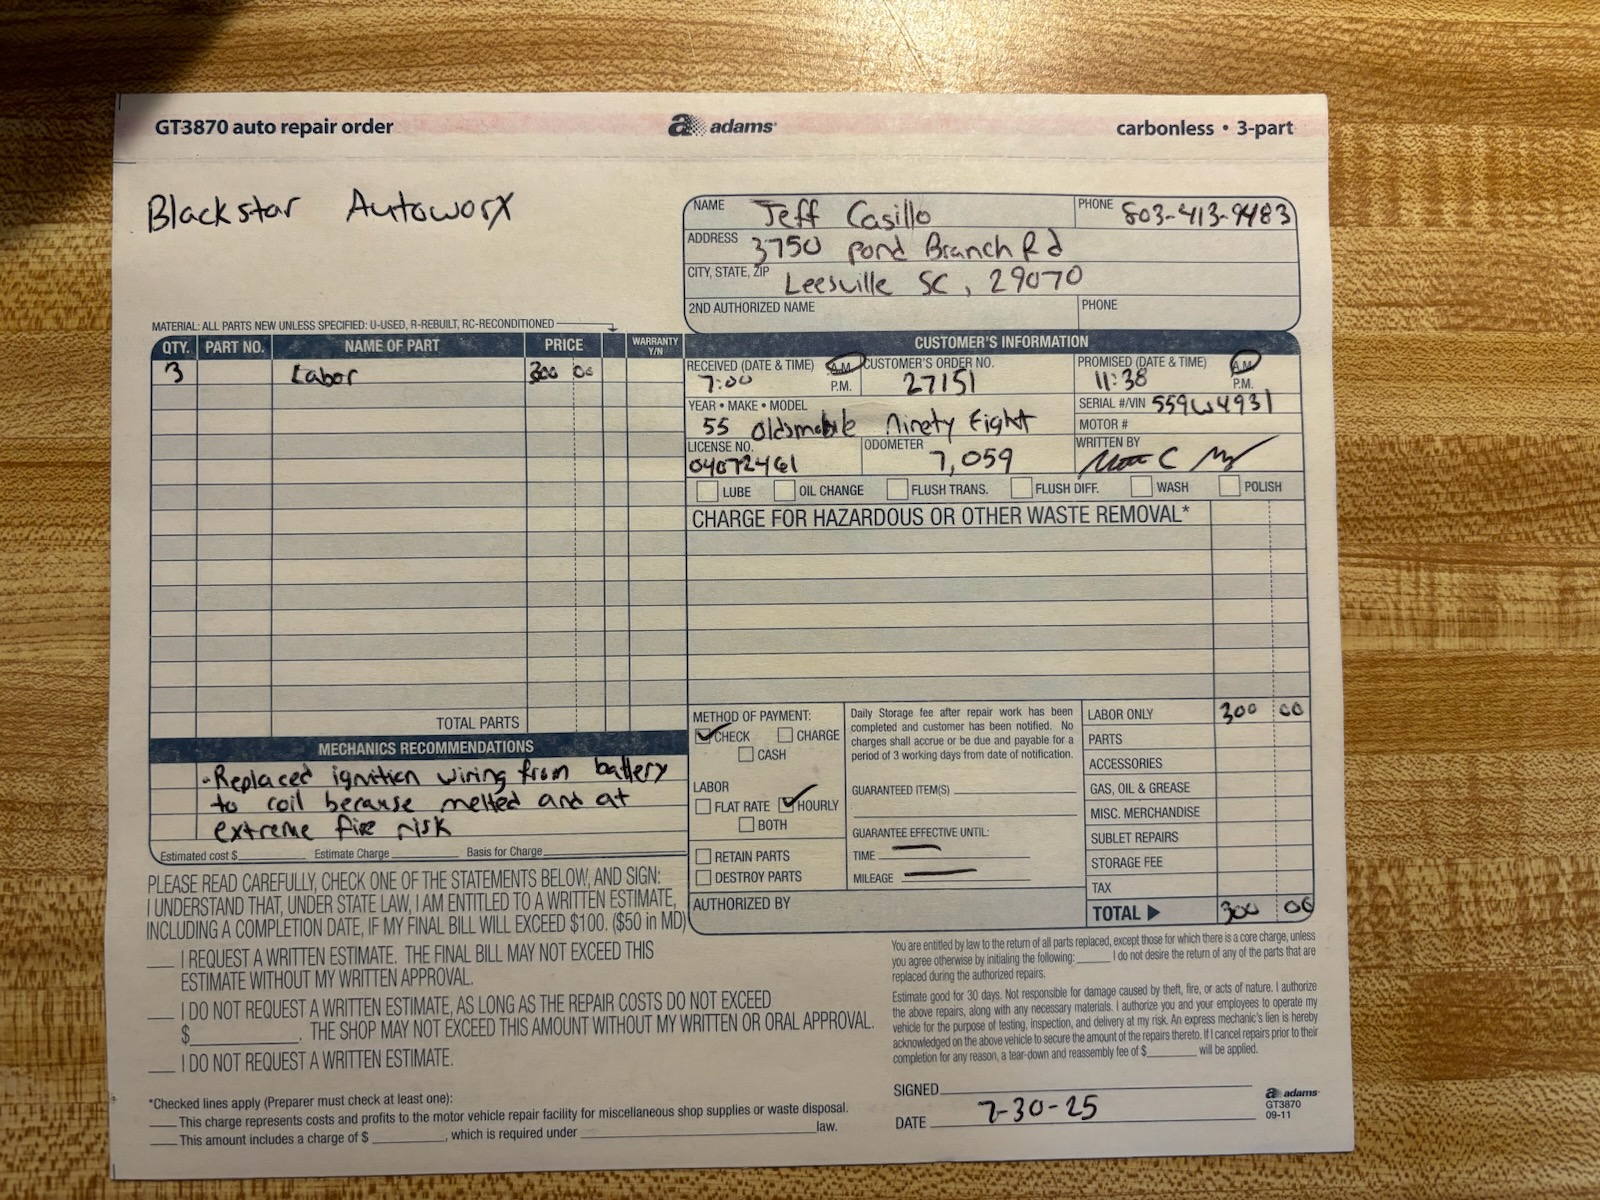 GT3870 auto repair order
adams
carbonless • 3-part
Blackstar Autoworx
NAME Jeff Casillo
PHONE 803-413-9483
ADDRESS 3750 Pond Branch Rd
CITY, STATE, ZIP Leesville SC, 29070
2ND AUTHORIZED NAME
PHONE
MATERIAL: ALL PARTS NEW UNLESS SPECIFIED: U-USED, R-REBUILT, RC-RECONDITIONED
QTY. PART NO. NAME OF PART PRICE WARRANTY Y/N
3 Labor 300 00
CUSTOMER'S INFORMATION
RECEIVED (DATE & TIME) A.M. P.M.
7:00
CUSTOMER'S ORDER NO.
27151
PROMISED (DATE & TIME) A.M. P.M.
11:38
YEAR • MAKE • MODEL
55 Oldsmobile Ninety Eight
SERIAL #/VIN 559W4931
MOTOR #
LICENSE NO.
04072461
ODOMETER
7,059
WRITTEN BY
LUBE OIL CHANGE FLUSH TRANS. FLUSH DIFF. WASH POLISH
CHARGE FOR HAZARDOUS OR OTHER WASTE REMOVAL*
TOTAL PARTS
MECHANICS RECOMMENDATIONS
-Replaced ignition wiring from battery
to coil because melted and at
extreme fire risk
Estimated cost $ Estimate Charge Basis for Charge
METHOD OF PAYMENT:
CHECK CHARGE
CASH
LABOR
FLAT RATE HOURLY
BOTH
RETAIN PARTS
DESTROY PARTS
AUTHORIZED BY
Daily Storage fee after repair work has been
completed and customer has been notified. No
charges shall accrue or be due and payable for a
period of 3 working days from date of notification.
GUARANTEED ITEM(S)
GUARANTEE EFFECTIVE UNTIL:
TIME
MILEAGE
LABOR ONLY 300 00
PARTS
ACCESSORIES
GAS, OIL & GREASE
MISC. MERCHANDISE
SUBLET REPAIRS
STORAGE FEE
TAX
TOTAL 300 00
PLEASE READ CAREFULLY, CHECK ONE OF THE STATEMENTS BELOW, AND SIGN:
I UNDERSTAND THAT, UNDER STATE LAW, I AM ENTITLED TO A WRITTEN ESTIMATE,
INCLUDING A COMPLETION DATE, IF MY FINAL BILL WILL EXCEED $100. ($50 in MD)
I REQUEST A WRITTEN ESTIMATE. THE FINAL BILL MAY NOT EXCEED THIS
ESTIMATE WITHOUT MY WRITTEN APPROVAL.
I DO NOT REQUEST A WRITTEN ESTIMATE, AS LONG AS THE REPAIR COSTS DO NOT EXCEED
$ . THE SHOP MAY NOT EXCEED THIS AMOUNT WITHOUT MY WRITTEN OR ORAL APPROVAL.
I DO NOT REQUEST A WRITTEN ESTIMATE.
*Checked lines apply (Preparer must check at least one):
This charge represents costs and profits to the motor vehicle repair facility for miscellaneous shop supplies or waste disposal.
This amount includes a charge of $ , which is required under law.
You are entitled by law to the return of all parts replaced, except those for which there is a core charge, unless
you agree otherwise by initialing the following: I do not desire the return of any of the parts that are
replaced during the authorized repairs.
Estimate good for 30 days. Not responsible for damage caused by theft, fire, or acts of nature. I authorize
the above repairs, along with any necessary materials. I authorize you and your employees to operate my
vehicle for the purpose of testing, inspection, and delivery at my risk. An express mechanic's lien is hereby
acknowledged on the above vehicle to secure the amount of the repairs thereto. If I cancel repairs prior to their
completion for any reason, a tear-down and reassembly fee of $ will be applied.
SIGNED
DATE 7-30-25
adams
GT3870
09-11